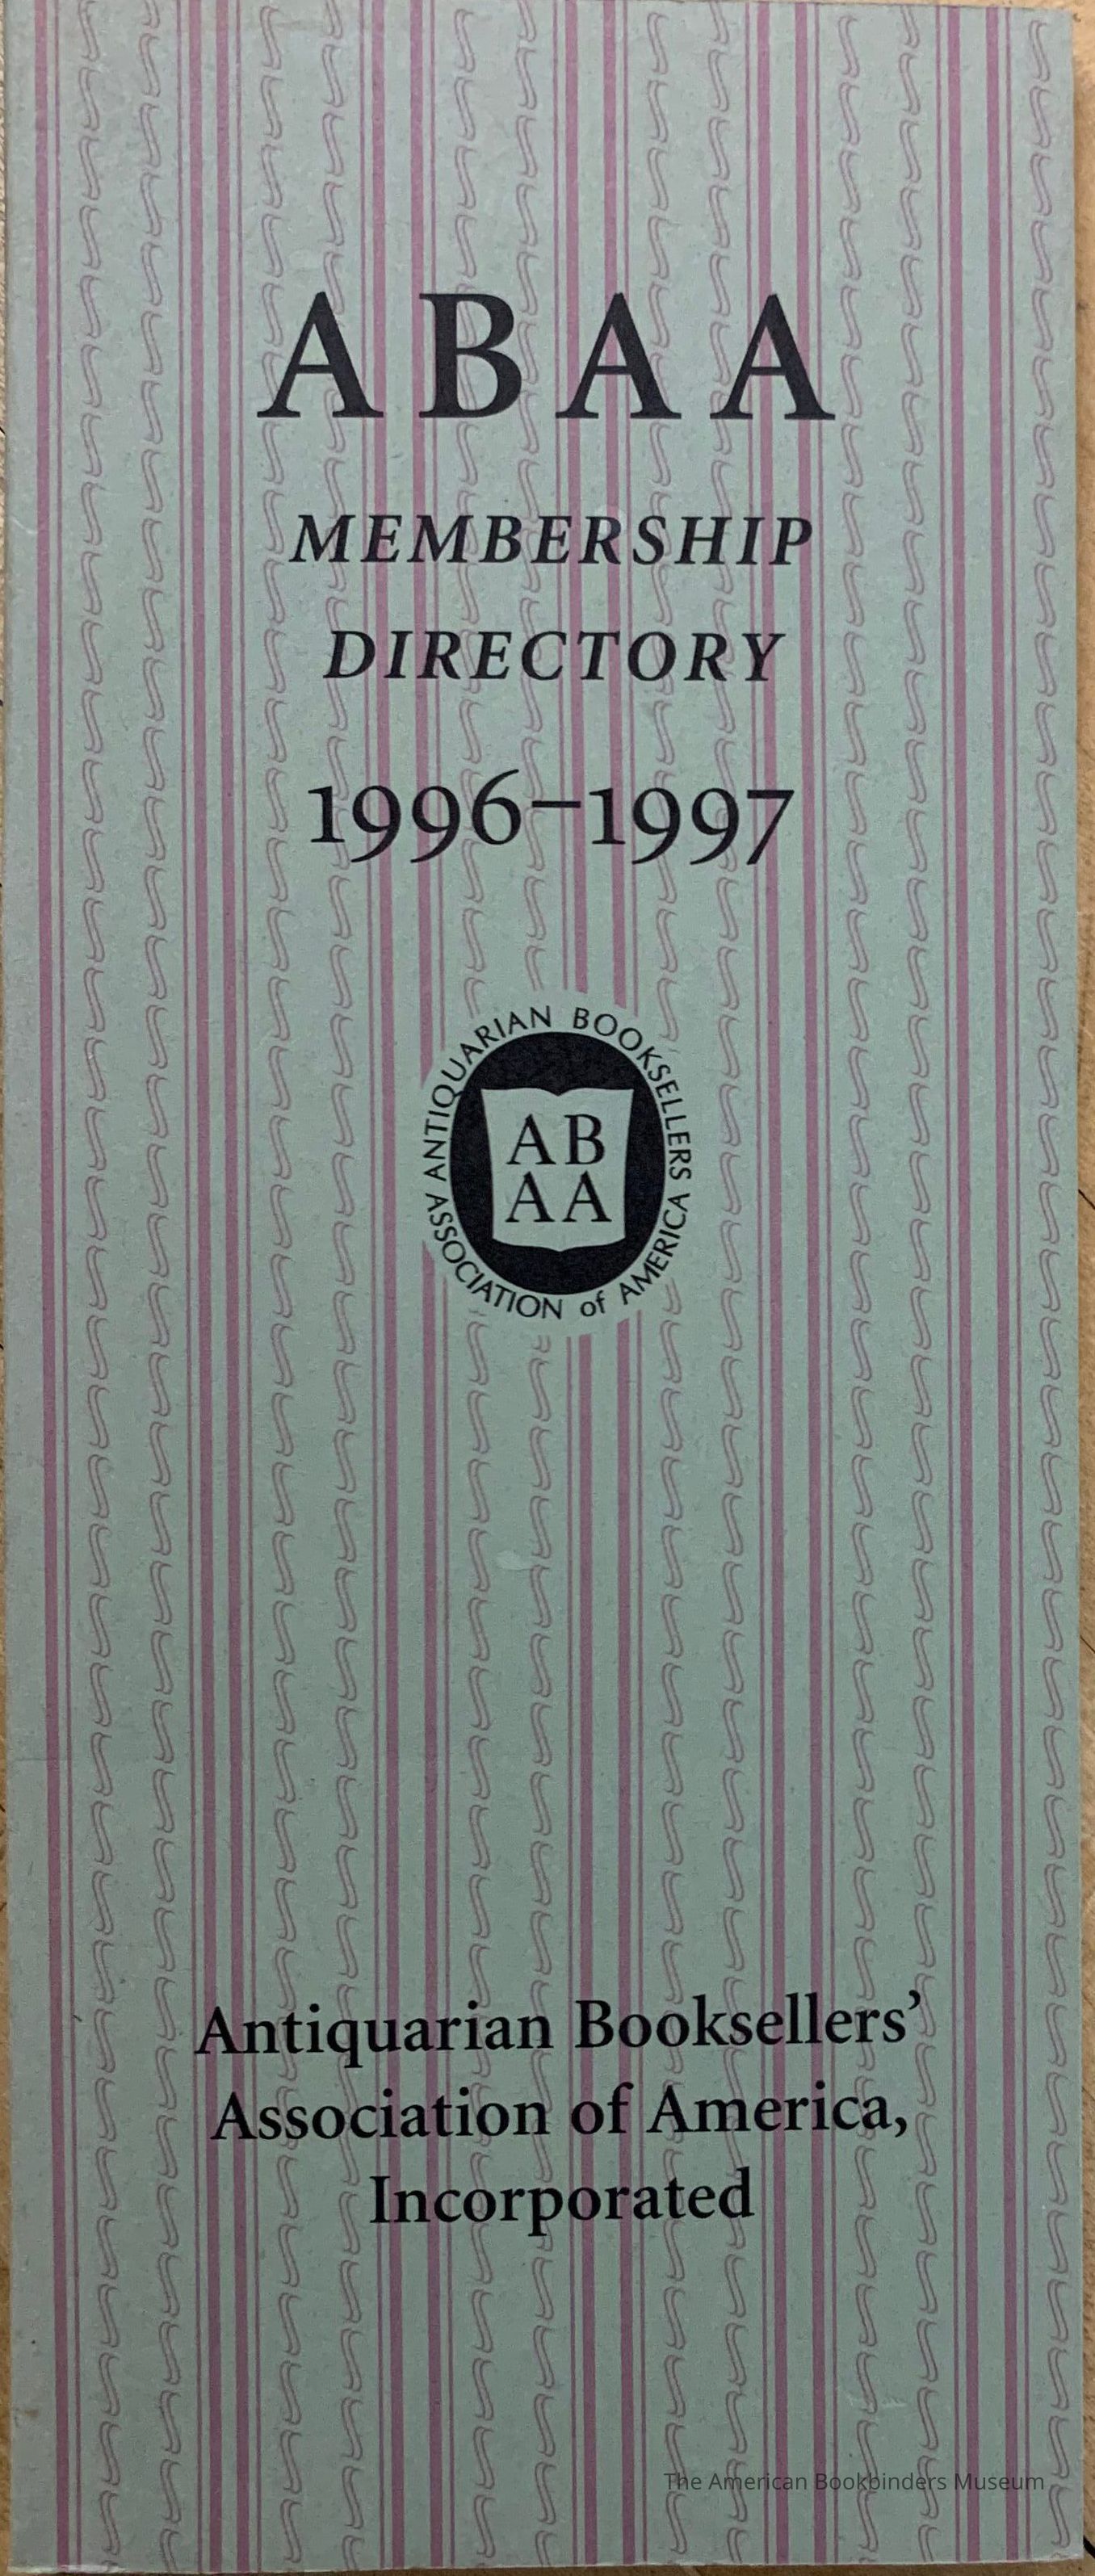 ABAA
MEMBERSHIP
DIRECTORY
1996–1997
ANTIQUARIAN BOOKSELLERS
ASSOCIATION of AMERICA
AB
AA
Antiquarian Booksellers’
Association of America,
Incorporated
The American Bookbinders Museum